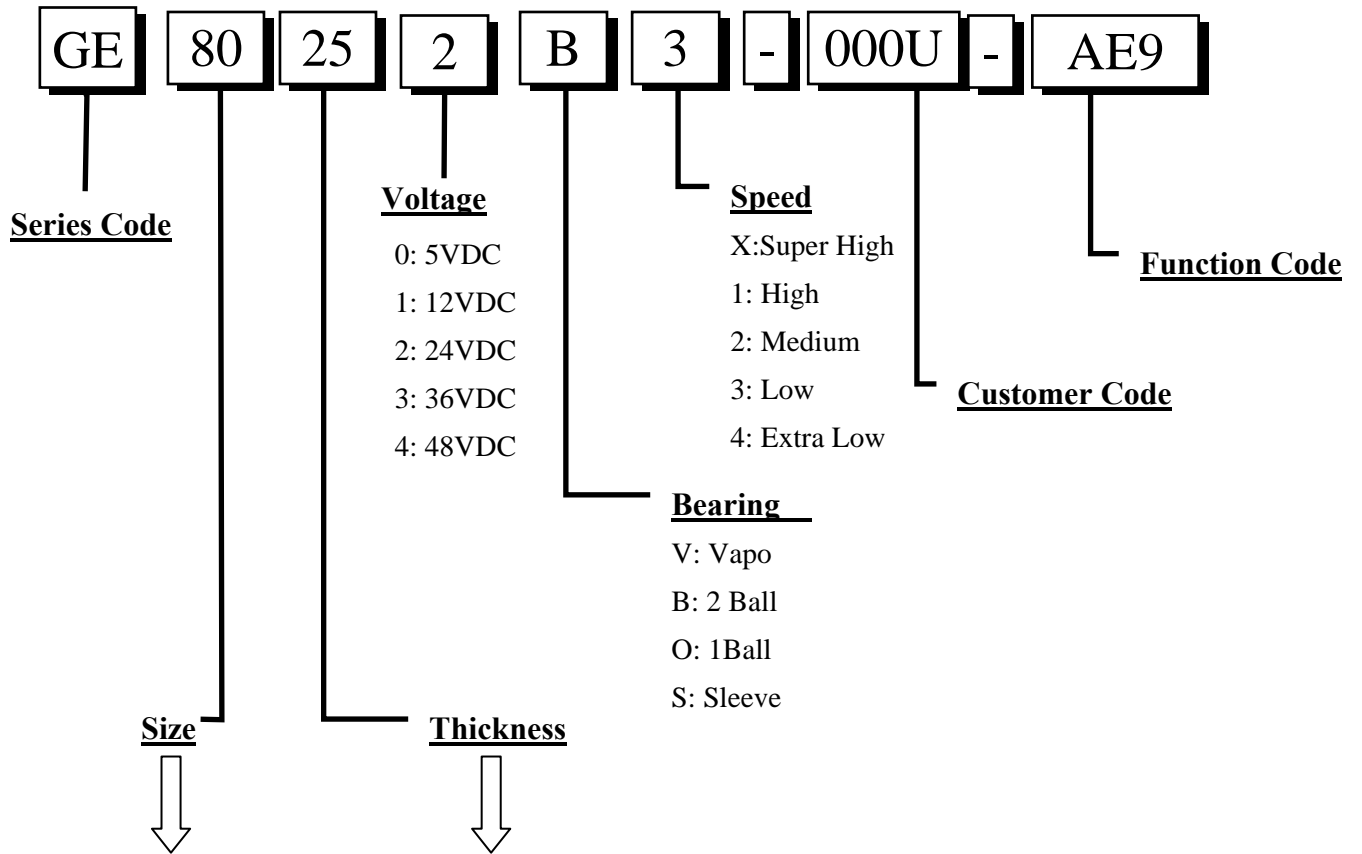 GE 80 25 2 B 3 - 000U - AE9
Series Code
Voltage
0: 5VDC
1: 12VDC
2: 24VDC
3: 36VDC
4: 48VDC
Speed
X:Super High
1: High
2: Medium
3: Low
4: Extra Low
Function Code
Customer Code
Bearing
V: Vapo
B: 2 Ball
O: 1Ball
S: Sleeve
Size
Thickness